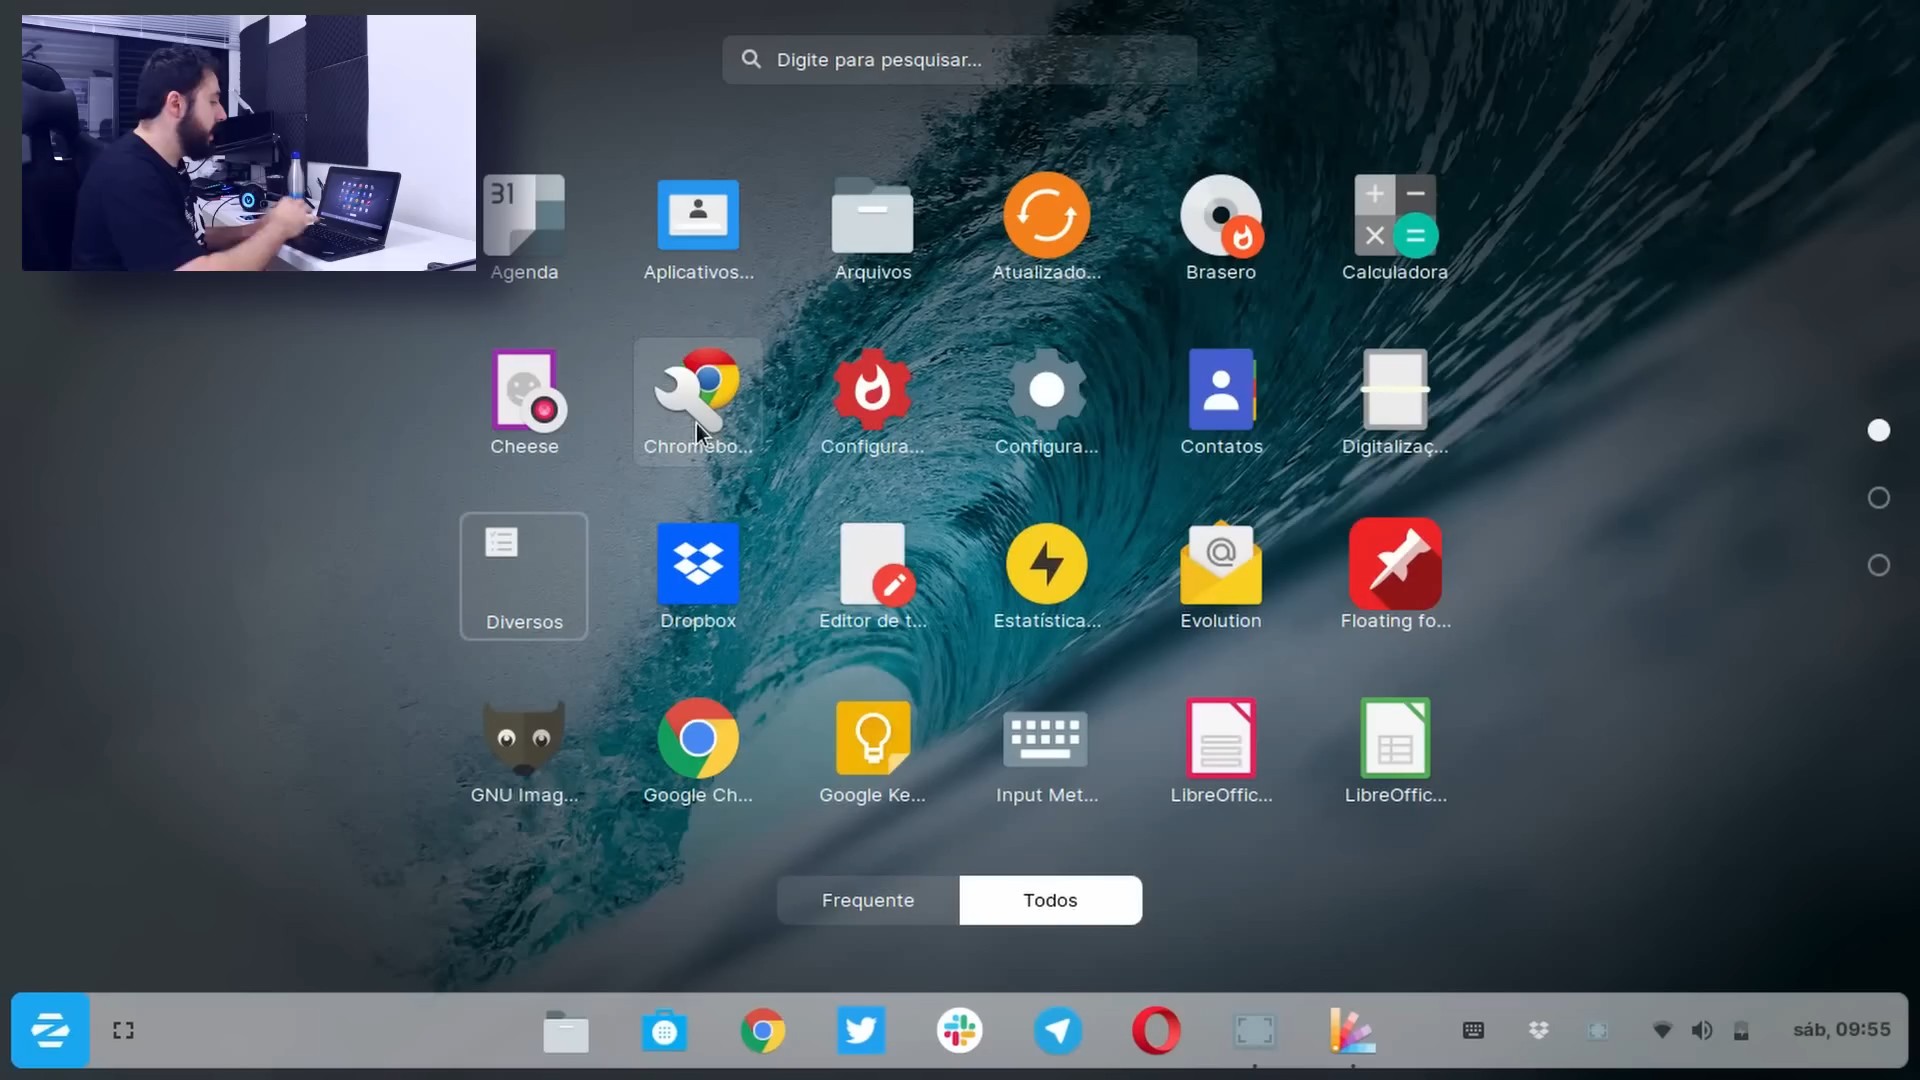 Digite para pesquisar...
31
Agenda
Aplicativos...
Arquivos
Atualizado...
Brasero
Calculadora
Cheese
Chromebo...
Configura...
Configura...
Contatos
Digitalizaç...
Diversos
Dropbox
Editor de t...
Estatística...
Evolution
Floating fo...
GNU Imag...
Google Ch...
Google Ke...
Input Met...
LibreOffic...
LibreOffic...
Frequente
Todos
sáb, 09:55